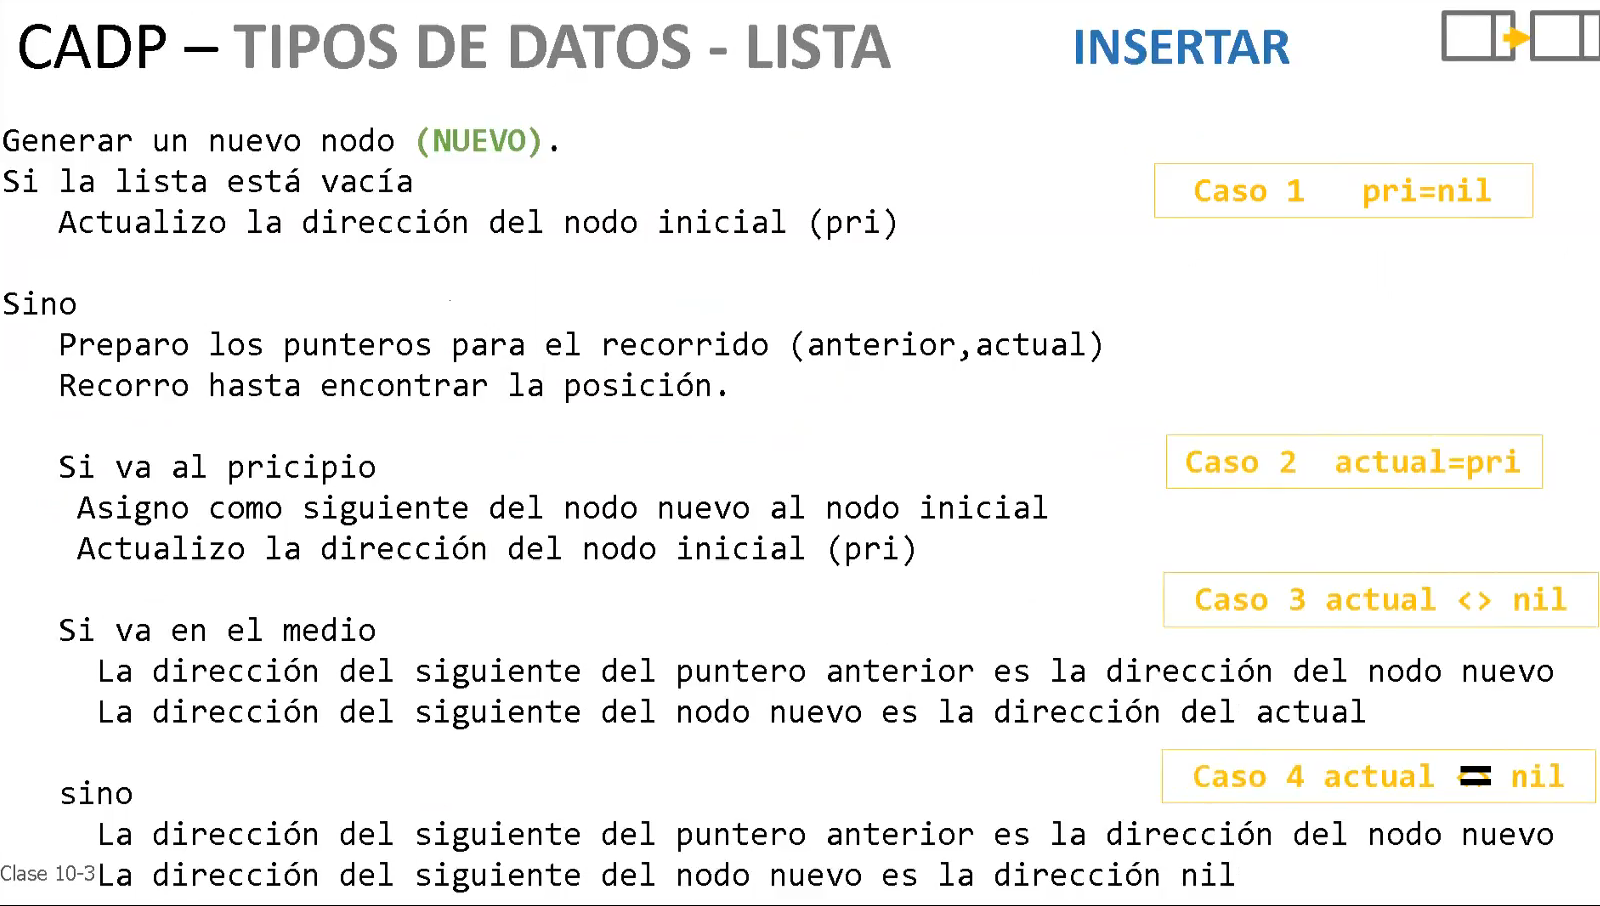 CADP – TIPOS DE DATOS - LISTA INSERTAR
Generar un nuevo nodo (NUEVO).
Si la lista está vacía
Caso 1 pri=nil
Actualizo la dirección del nodo inicial (pri)
Sino
Preparo los punteros para el recorrido (anterior,actual)
Recorro hasta encontrar la posición.
Si va al pricipio
Caso 2 actual=pri
Asigno como siguiente del nodo nuevo al nodo inicial
Actualizo la dirección del nodo inicial (pri)
Caso 3 actual <> nil
Si va en el medio
La dirección del siguiente del puntero anterior es la dirección del nodo nuevo
La dirección del siguiente del nodo nuevo es la dirección del actual
Caso 4 actual = nil
sino
La dirección del siguiente del puntero anterior es la dirección del nodo nuevo
Clase 10-3
La dirección del siguiente del nodo nuevo es la dirección nil